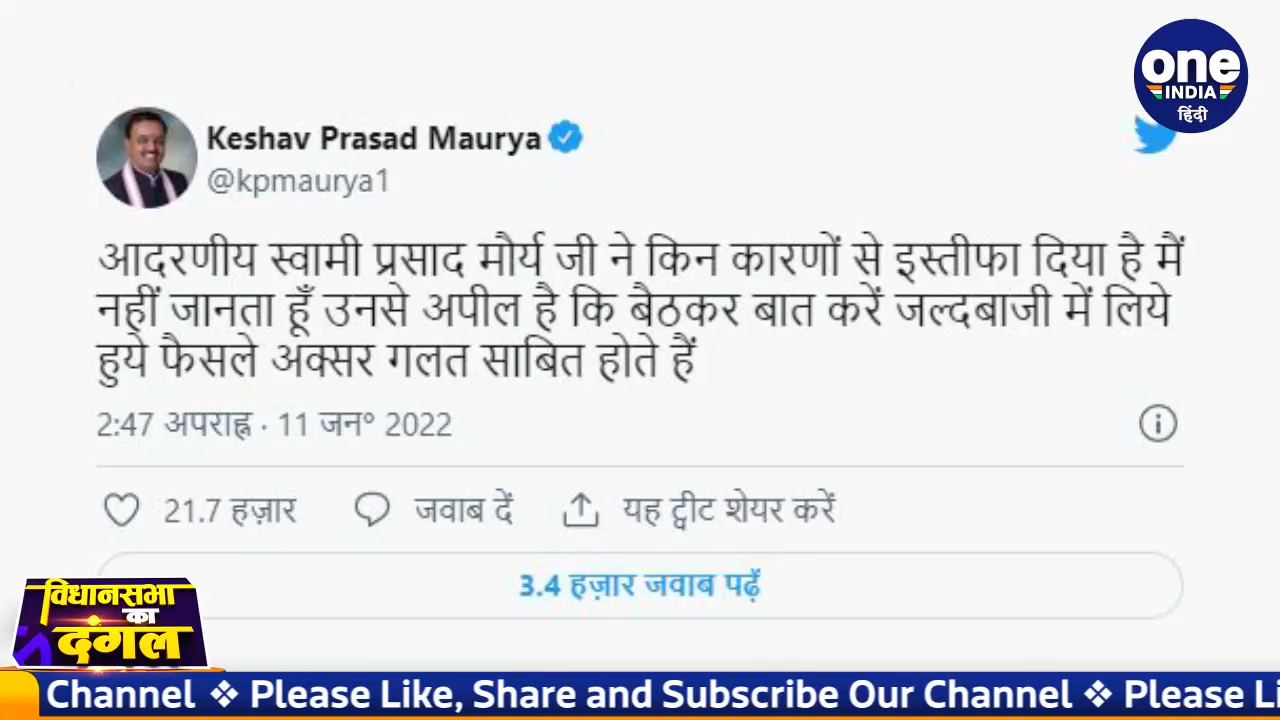 one
INDIA
हिंदी
Keshav Prasad Maurya
@kpmaurya1
आदरणीय स्वामी प्रसाद मौर्य जी ने किन कारणों से इस्तीफा दिया है मैं
नहीं जानता हूँ उनसे अपील है कि बैठकर बात करें जल्दबाजी में लिये
हुये फैसले अक्सर गलत साबित होते हैं
2:47 अपराह्न · 11 जन॰ 2022
21.7 हज़ार जवाब दें यह ट्वीट शेयर करें
3.4 हज़ार जवाब पढ़ें
विधानसभा
का
दंगल
Channel ❖ Please Like, Share and Subscribe Our Channel ❖ Please Li